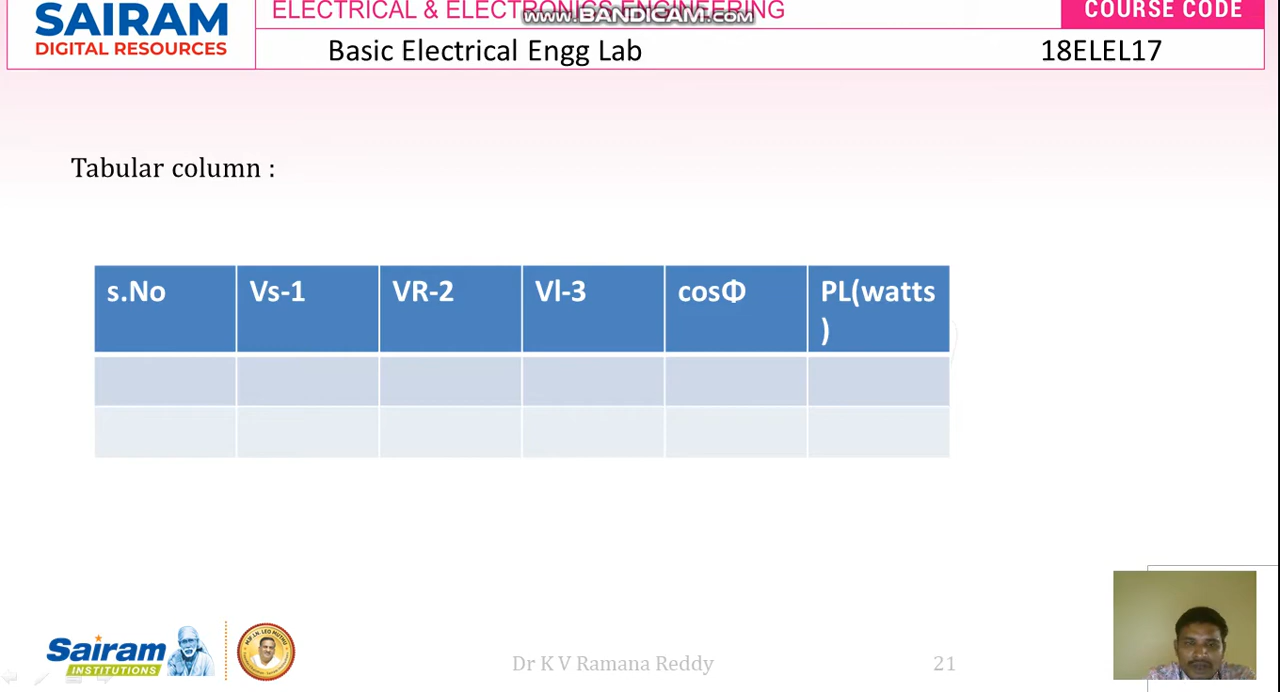 SAIRAM
DIGITAL RESOURCES
ELECTRICAL & ELECTRONICS ENGINEERING
www.BANDICAM.com
COURSE CODE
Basic Electrical Engg Lab
18ELEL17
Tabular column :
s.No
Vs-1
VR-2
Vl-3
cosΦ
PL(watts
)
Sairam
INSTITUTIONS
Dr K V Ramana Reddy
21